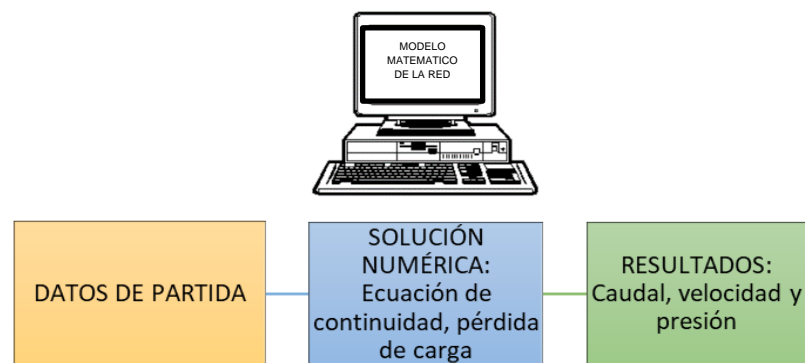 MODELO
MATEMATICO
DE LA RED
DATOS DE PARTIDA
SOLUCIÓN
NUMÉRICA:
Ecuación de
continuidad, pérdida
de carga
RESULTADOS:
Caudal, velocidad y
presión